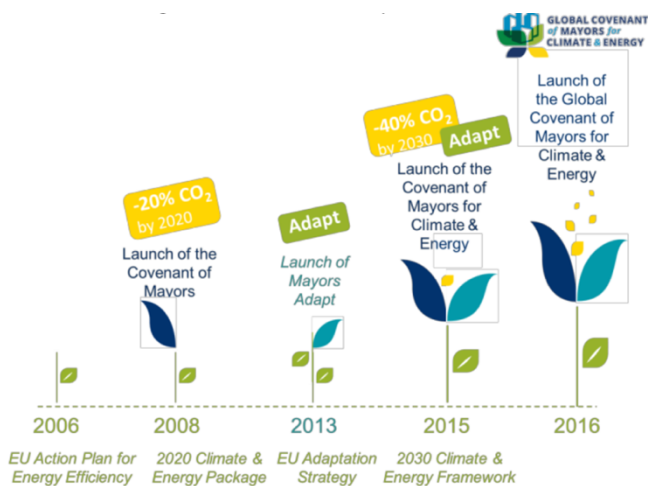 GLOBAL COVENANT
of MAYORS for
CLIMATE & ENERGY
Launch of
the Global
Covenant of
Mayors for
Climate &
Energy
-40% CO₂
by 2030
Adapt
Launch of the
Covenant of
Mayors for
Climate &
Energy
-20% CO₂
by 2020
Launch of the
Covenant of
Mayors
Adapt
Launch of
Mayors
Adapt
2006
2008
2013
2015
2016
EU Action Plan for
Energy Efficiency
2020 Climate &
Energy Package
EU Adaptation
Strategy
2030 Climate &
Energy Framework